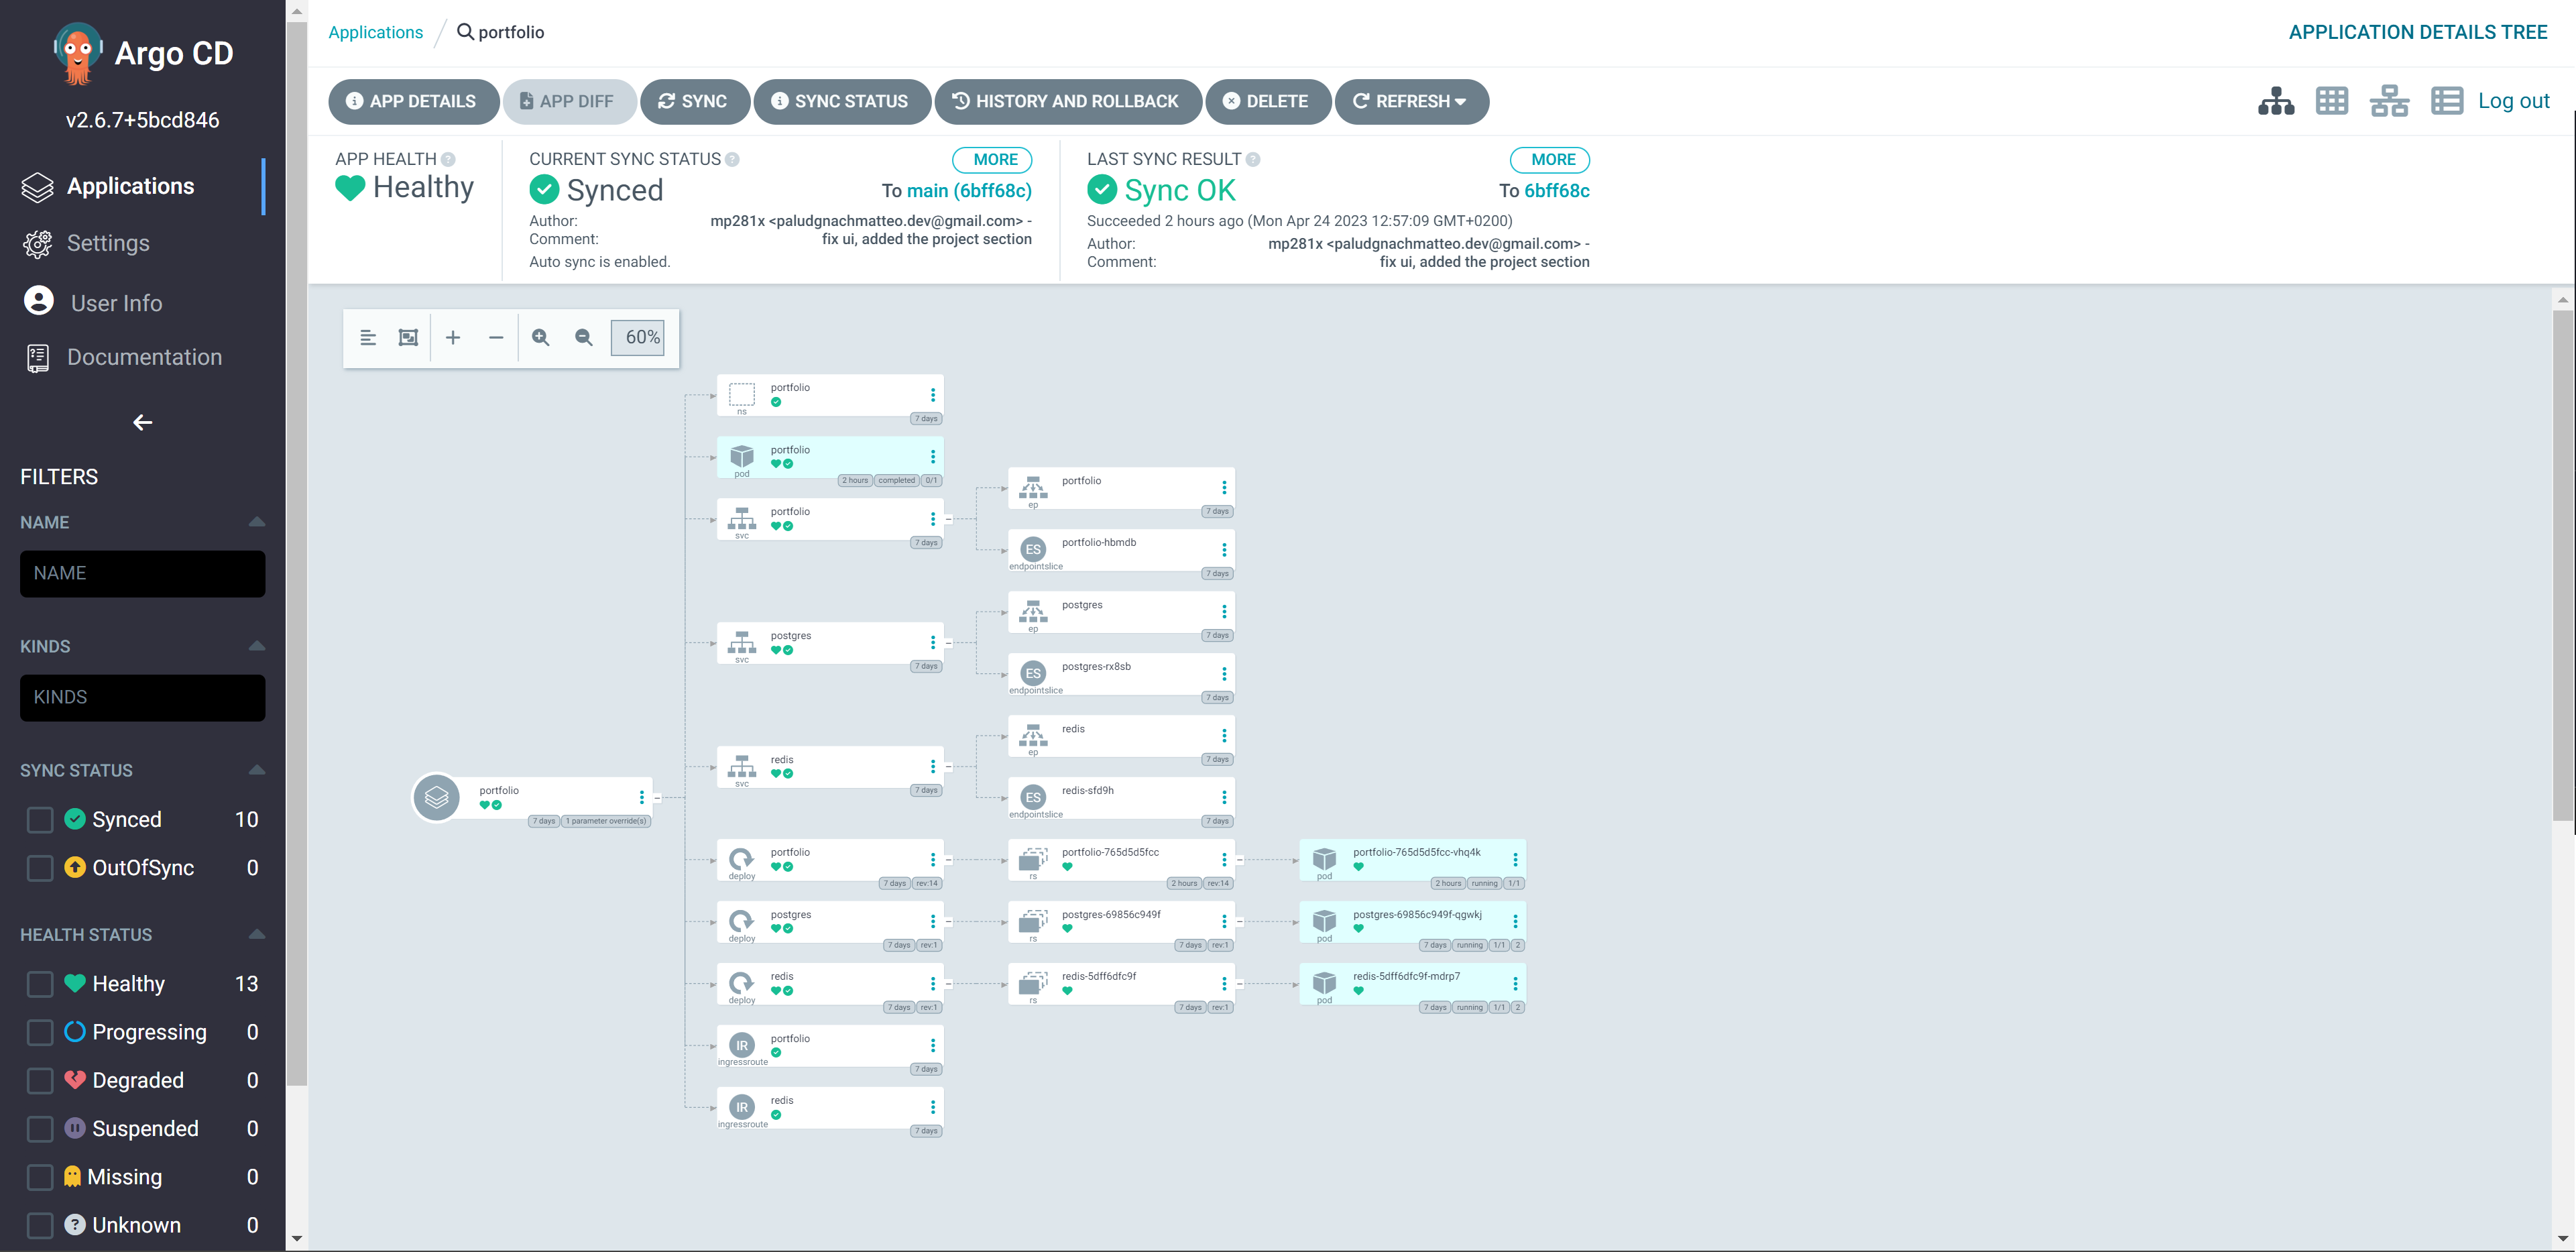 Argo CD
v2.6.7+5bcd846
Applications
Settings
User Info
Documentation
FILTERS
NAME
NAME
KINDS
KINDS
SYNC STATUS
Synced 10
OutOfSync 0
HEALTH STATUS
Healthy 13
Progressing 0
Degraded 0
Suspended 0
Missing 0
Unknown 0
Applications / portfolio
APPLICATION DETAILS TREE
APP DETAILS APP DIFF SYNC SYNC STATUS HISTORY AND ROLLBACK DELETE REFRESH
Log out
APP HEALTH
Healthy
CURRENT SYNC STATUS MORE
Synced To main (6bff68c)
Author: mp281x <paludgnachmatteo.dev@gmail.com> -
Comment: fix ui, added the project section
Auto sync is enabled.
LAST SYNC RESULT MORE
Sync OK To 6bff68c
Succeeded 2 hours ago (Mon Apr 24 2023 12:57:09 GMT+0200)
Author: mp281x <paludgnachmatteo.dev@gmail.com> -
Comment: fix ui, added the project section
60%
portfolio
7 days 1 parameter override(s)
portfolio
ns
7 days
portfolio
pod
2 hours completed 0/1
portfolio
svc
7 days
portfolio
ep
7 days
ES
portfolio-hbmdb
endpointslice
7 days
postgres
svc
7 days
postgres
ep
7 days
ES
postgres-rx8sb
endpointslice
7 days
redis
svc
7 days
redis
ep
7 days
ES
redis-sfd9h
endpointslice
7 days
portfolio
deploy
7 days rev:14
portfolio-765d5d5fcc
rs
2 hours rev:14
portfolio-765d5d5fcc-vhq4k
pod
2 hours running 1/1
postgres
deploy
7 days rev:1
postgres-69856c949f
rs
7 days rev:1
postgres-69856c949f-qgwkj
pod
7 days running 1/1 2
redis
deploy
7 days rev:1
redis-5dff6dfc9f
rs
7 days rev:1
redis-5dff6dfc9f-mdrp7
pod
7 days running 1/1 2
IR
portfolio
ingressroute
7 days
IR
redis
ingressroute
7 days